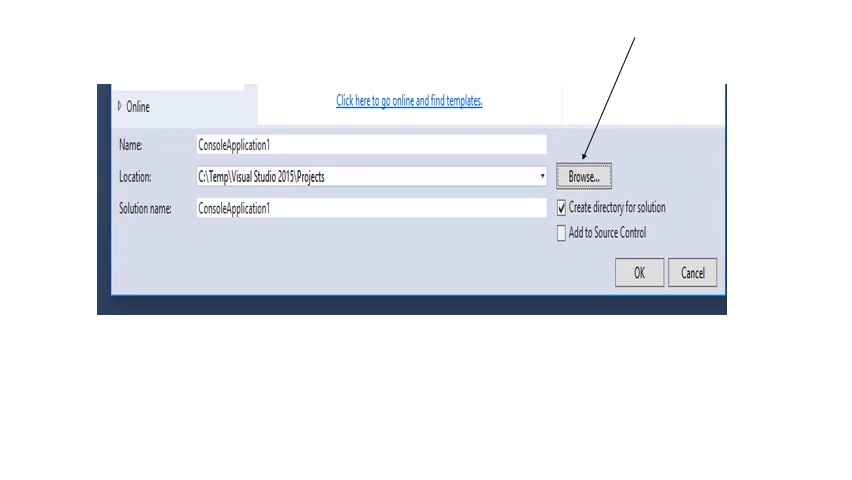 Online
Click here to go online and find templates.
Name: ConsoleApplication1
Location: C:\Temp\Visual Studio 2015\Projects Browse...
Solution name: ConsoleApplication1 Create directory for solution
Add to Source Control
OK Cancel